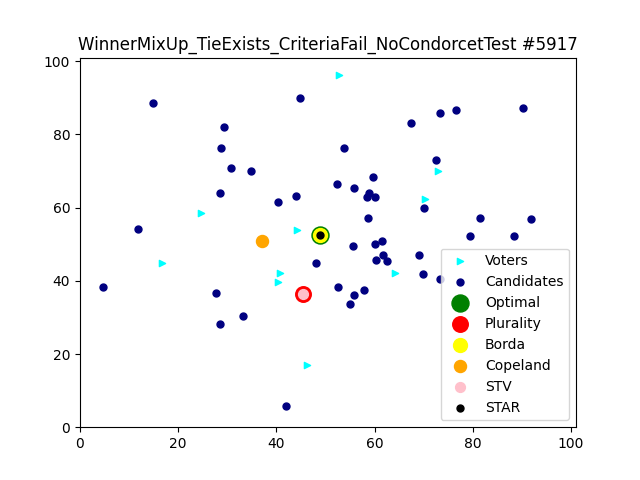 WinnerMixUp_TieExists_CriteriaFail_NoCondorcetTest #5917
100
80
60
40
20
0
Voters
Candidates
Optimal
Plurality
Borda
Copeland
STV
STAR
0 20 40 60 80 100